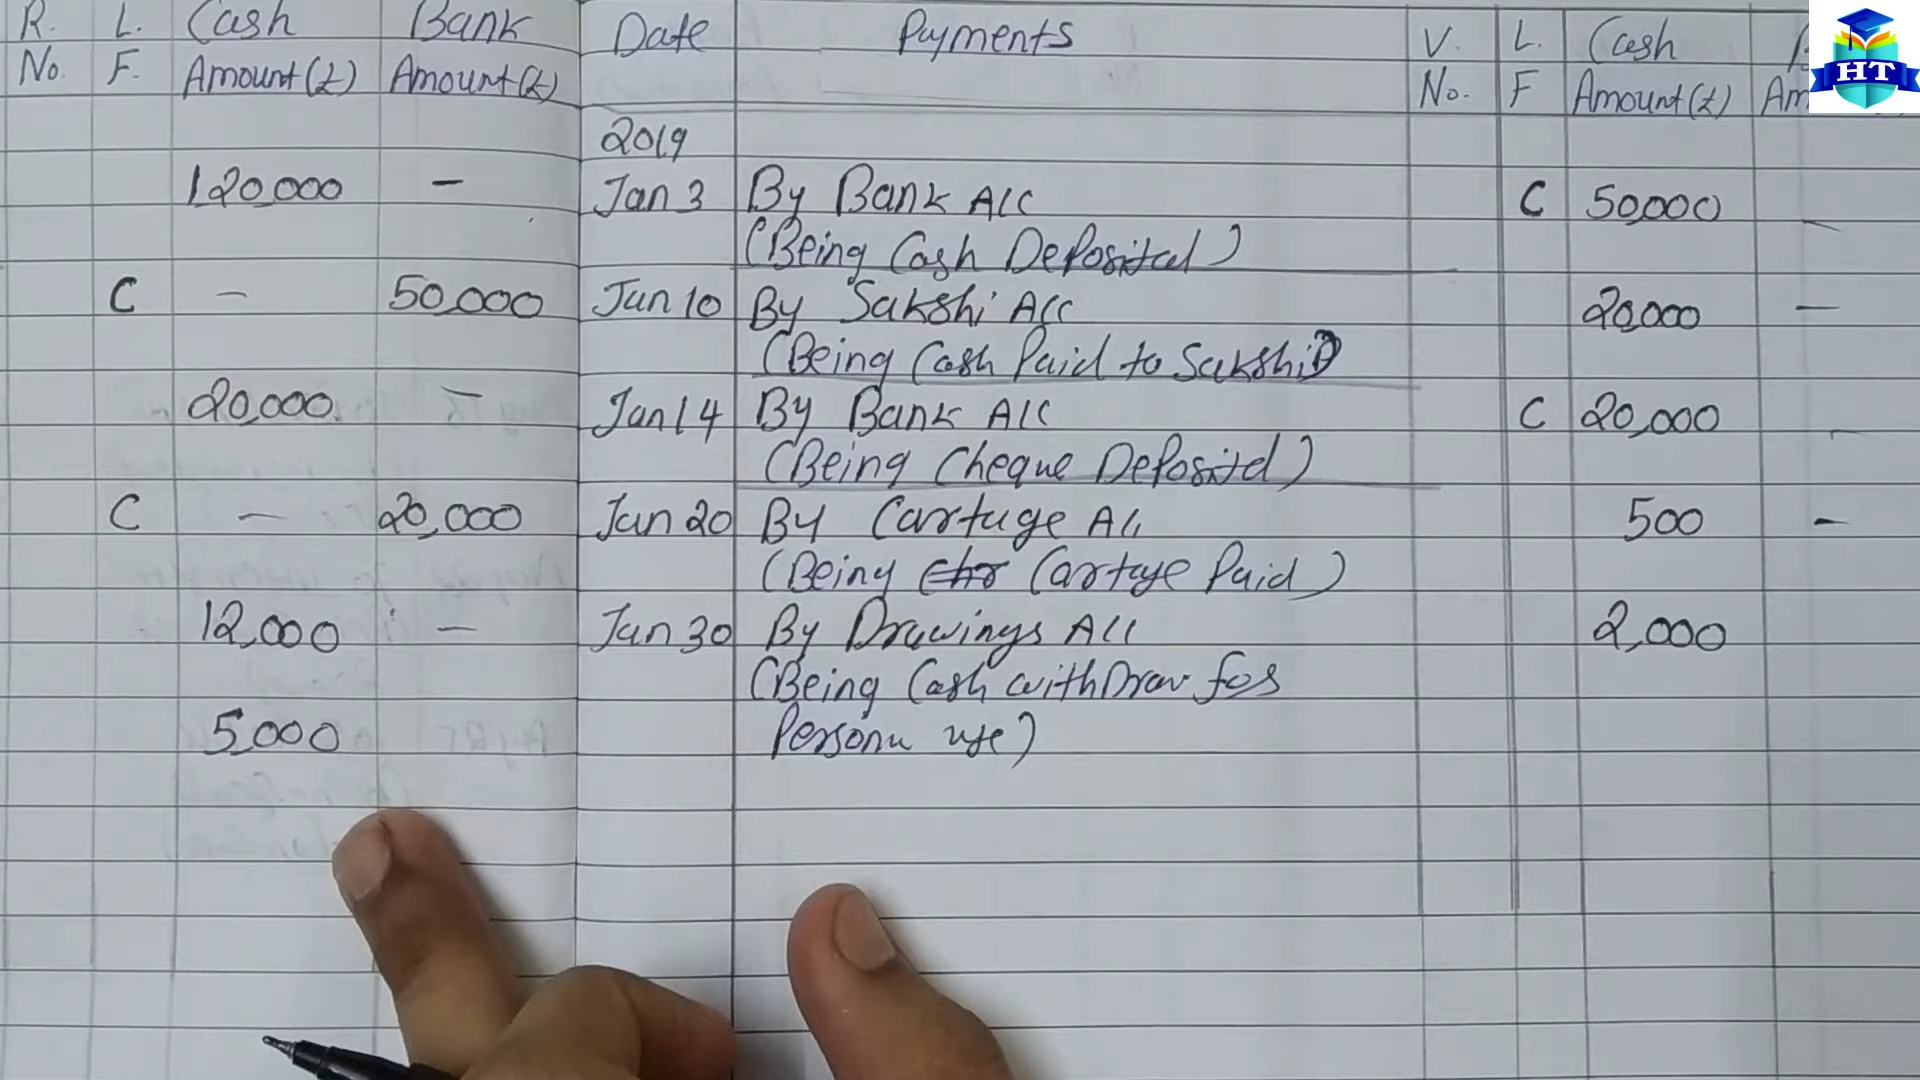 R. L. Cash Bank Date Payments V. L. Cash
No. F. Amount(₹) Amount(₹) No. F Amount(₹) Am
2019
120,000 - Jan 3 By Bank A/C C 50,000 -
(Being Cash Deposited)
C - 50,000 Jan 10 By Sakshi A/C 20,000 -
(Being Cash Paid to Sakshi)
20,000 - Jan 14 By Bank A/C C 20,000 -
(Being Cheque Deposited)
C - 20,000 Jan 20 By Cartage A/c 500 -
(Being Cartage Paid)
12,000 - Jan 30 By Drawings A/c 2,000
(Being Cash withDraw for
5,000 use)
HT